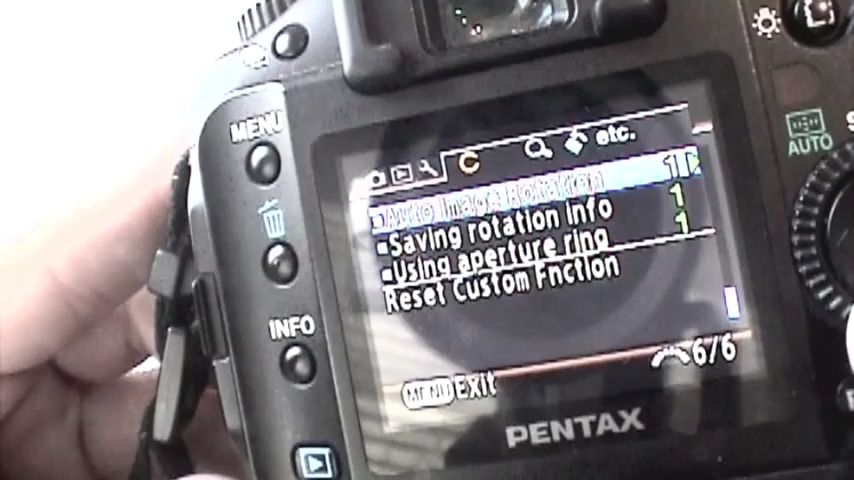 MENU
etc.
Auto Image Rotation 1
Saving rotation info 1
Using aperture ring 1
Reset Custom Fnction
INFO
MENU Exit
6/6
PENTAX
AUTO